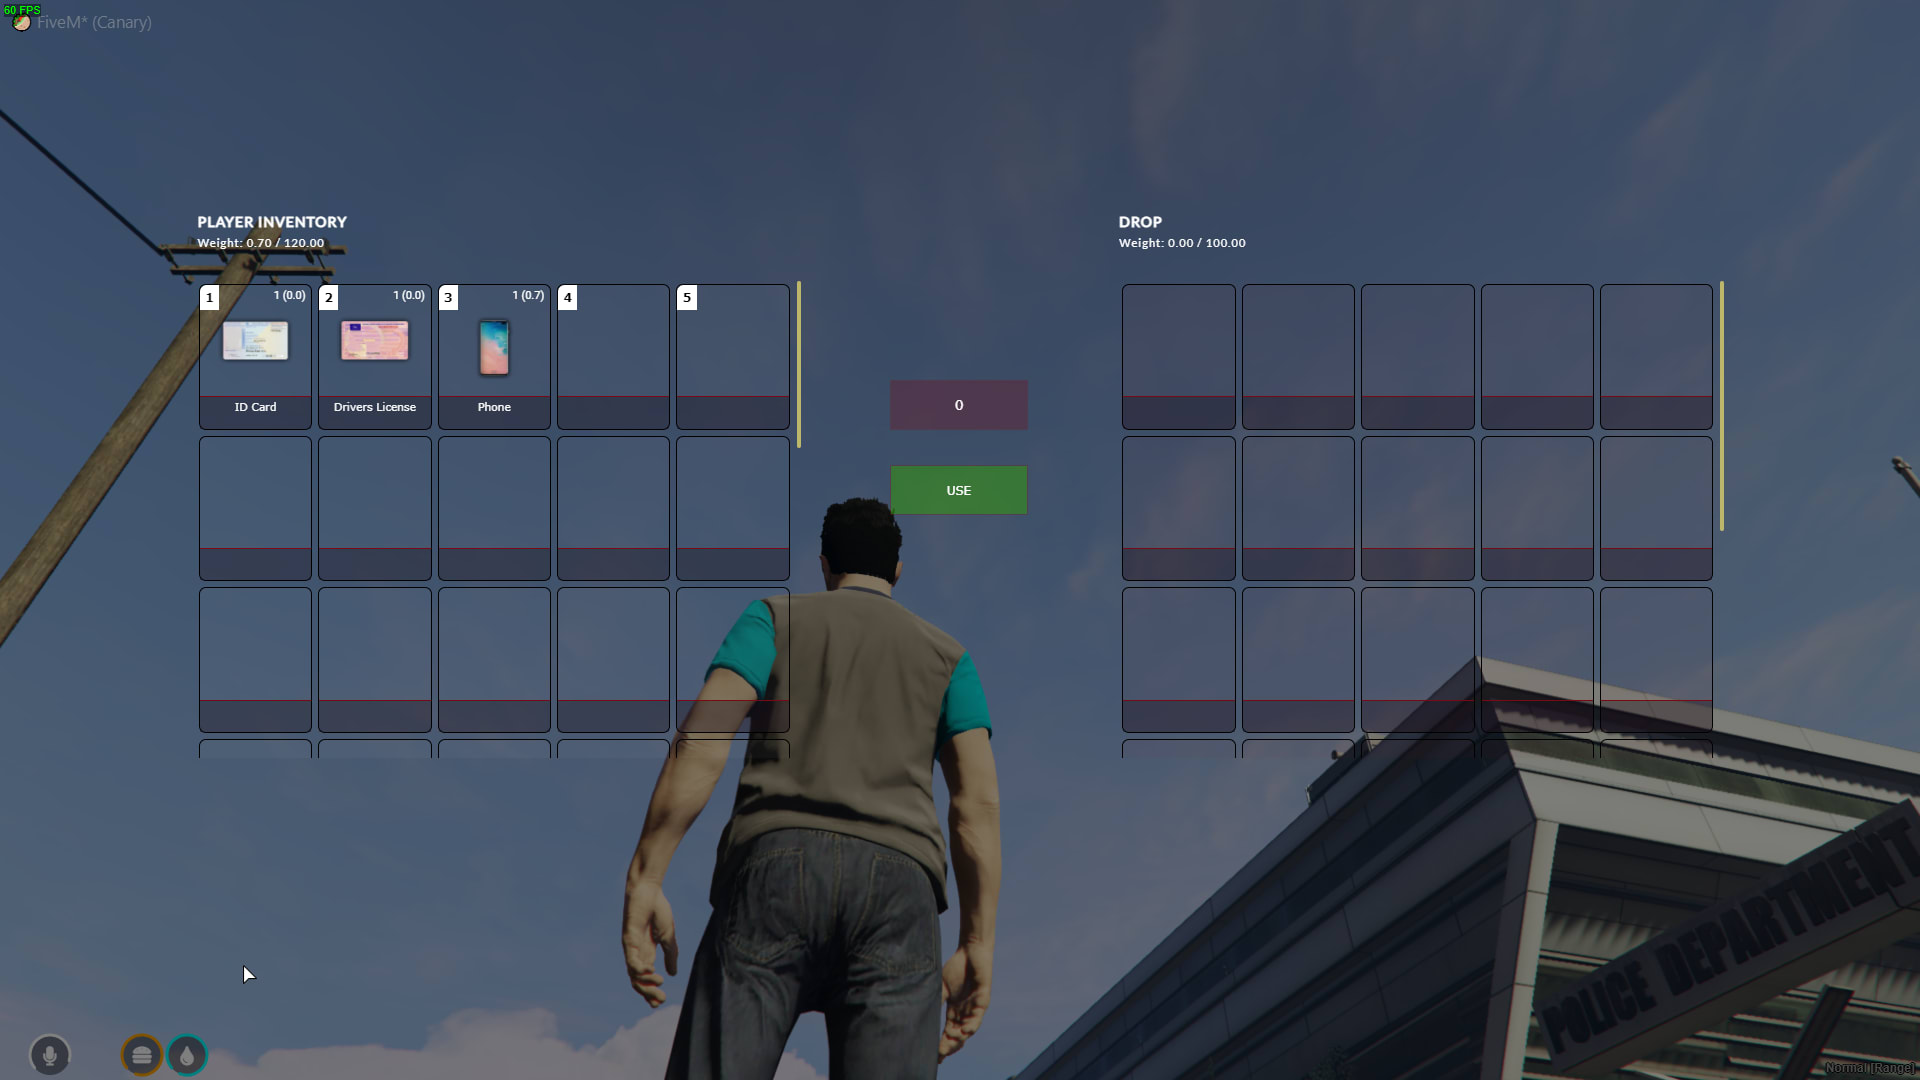 60 FPS
FiveM* (Canary)
PLAYER INVENTORY
Weight: 0.70 / 120.00
DROP
Weight: 0.00 / 100.00
1
1 (0.0)
2
1 (0.0)
3
1 (0.7)
4
5
ID Card
Drivers License
Phone
0
USE
POLICE DEPARTMENT
Normal [Range]